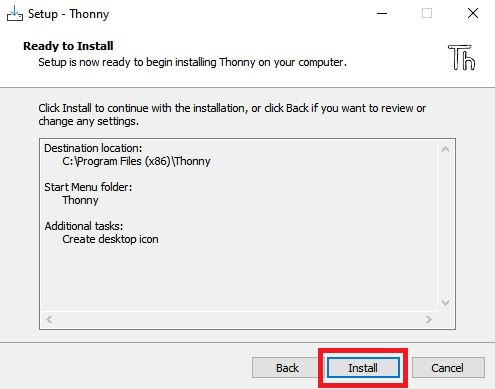 Setup - Thonny
Ready to Install
Setup is now ready to begin installing Thonny on your computer.
Th
Click Install to continue with the installation, or click Back if you want to review or
change any settings.
Destination location:
C:\Program Files (x86)\Thonny
Start Menu folder:
Thonny
Additional tasks:
Create desktop icon
Back
Install
Cancel